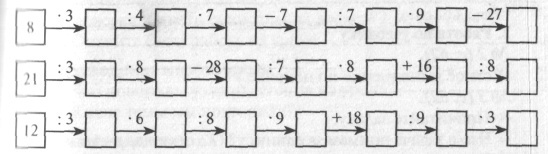 8 : 3 : 4 · 7 - 7 : 7 : 9 -27
21 : 3 · 8 -28 : 7 · 8 +16 : 8
12 : 3 · 6 : 8 · 9 +18 : 9 · 3